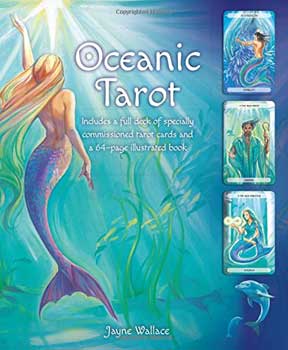 Oceanic
Tarot
Includes a full deck of specially
commissioned tarot cards and
a 64-page illustrated book
Jayne Wallace